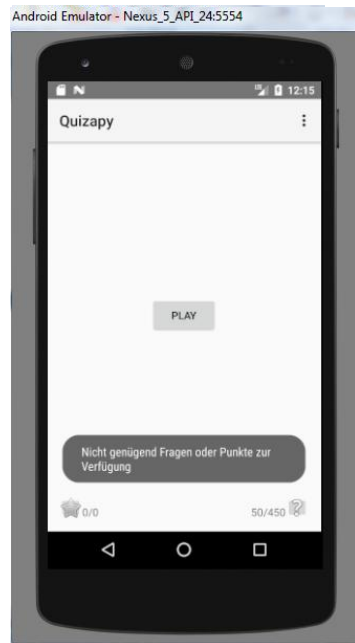 Android Emulator - Nexus_5_API_24:5554
12:15
Quizapy
PLAY
Nicht genügend Fragen oder Punkte zur
Verfügung
0/0
50/450